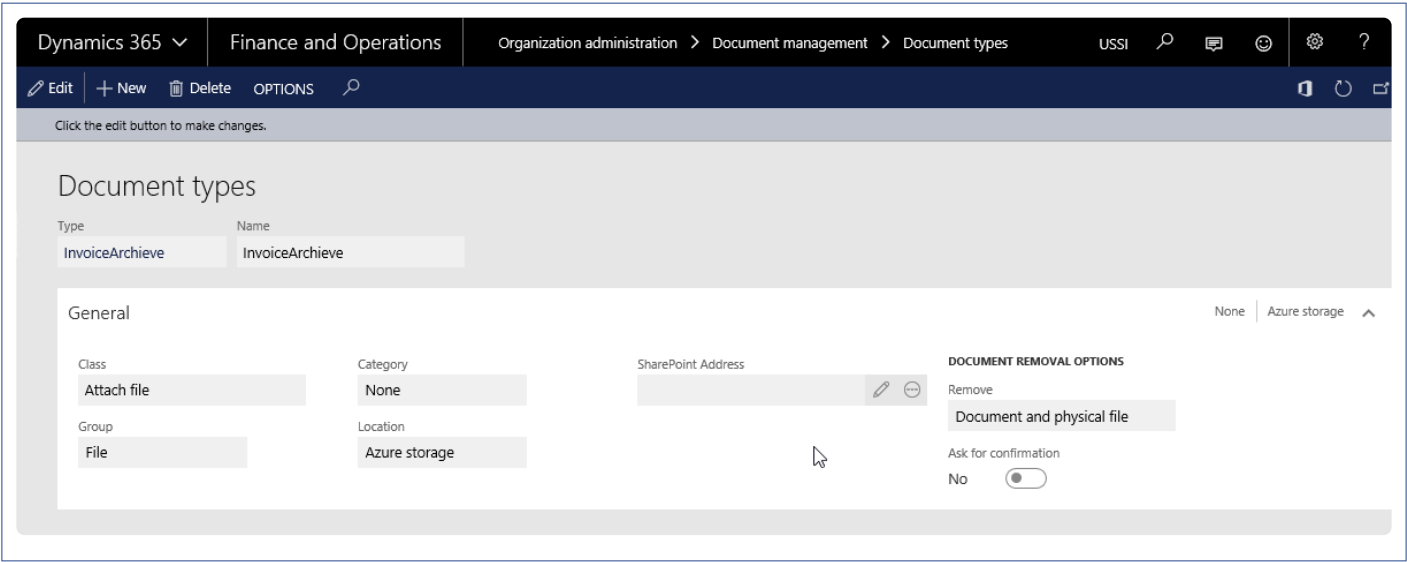 Dynamics 365 Finance and Operations Organization administration > Document management > Document types USSI ?
Edit + New Delete OPTIONS
Click the edit button to make changes.
Document types
Type Name
InvoiceArchieve InvoiceArchieve
General None Azure storage
Class Category SharePoint Address DOCUMENT REMOVAL OPTIONS
Attach file None Remove
Document and physical file
Group Location
File Azure storage Ask for confirmation
No